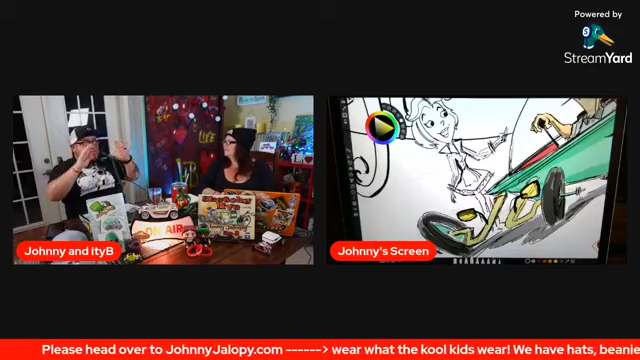 Powered by
StreamYard
LIFE
ON AIR
Johnny and ItyB
Johnny's Screen
Please head over to JohnnyJalopy.com ------> wear what the kool kids wear! We have hats, beanie